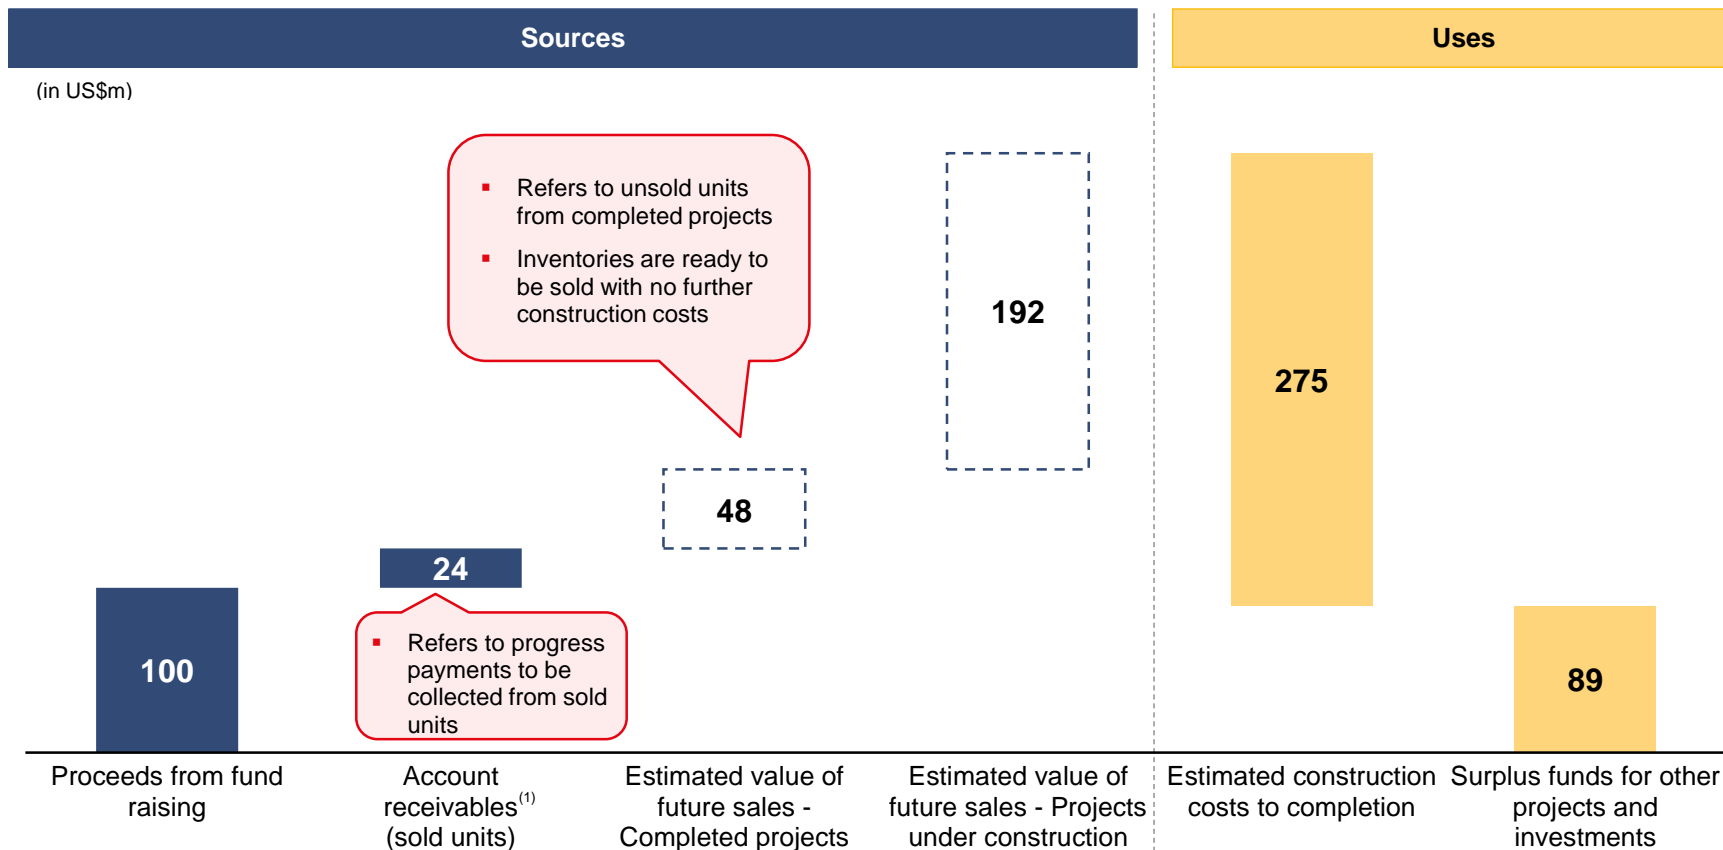 Sources
Uses
(in US$m)
▪ Refers to unsold units
from completed projects
▪ Inventories are ready to
be sold with no further
construction costs
192
275
48
24
▪ Refers to progress
payments to be
collected from sold
units
100
89
Proceeds from fund
raising
Account
receivables(1)
(sold units)
Estimated value of
future sales -
Completed projects
Estimated value of
future sales - Projects
under construction
Estimated construction
costs to completion
Surplus funds for other
projects and
investments